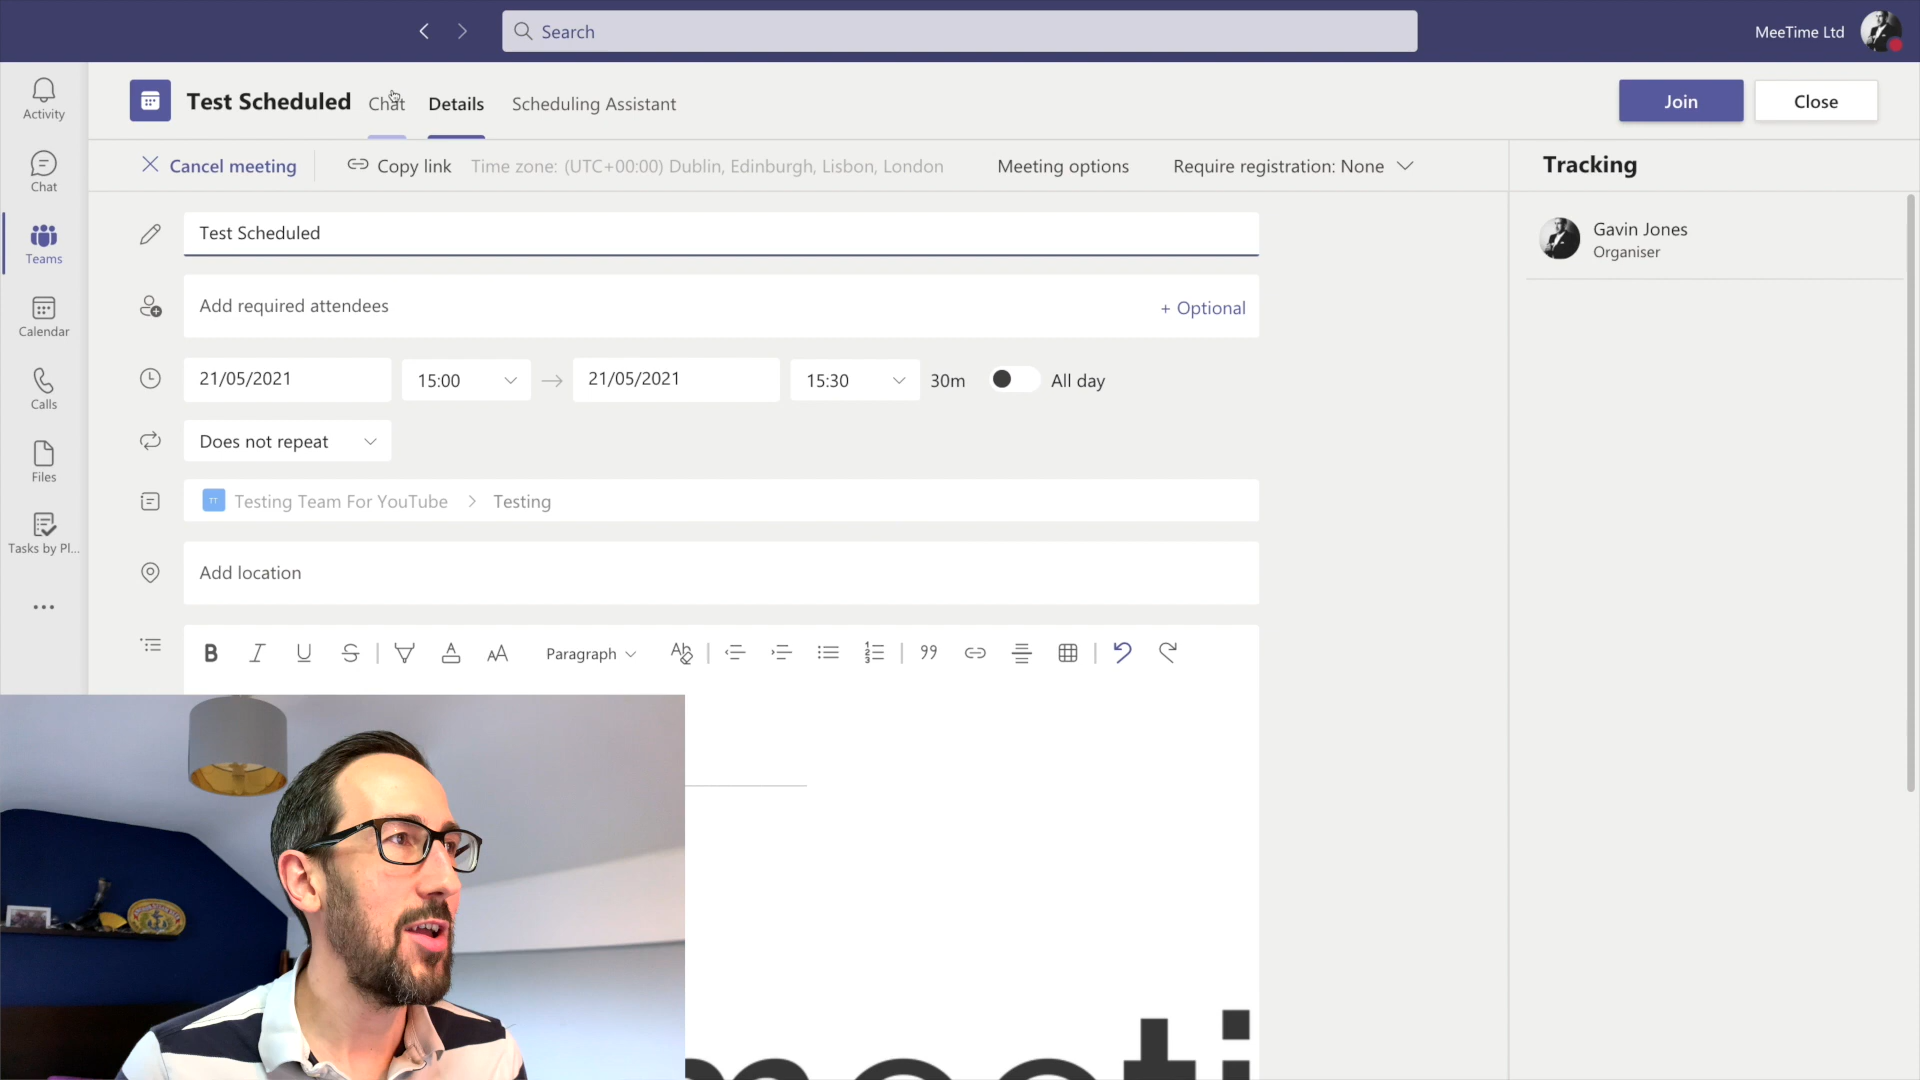 Search
MeeTime Ltd
Activity
Chat
Teams
Calendar
Calls
Files
Tasks by Pl...
Test Scheduled
Chat
Details
Scheduling Assistant
Join
Close
Cancel meeting
Copy link
Time zone: (UTC+00:00) Dublin, Edinburgh, Lisbon, London
Meeting options
Require registration: None
Tracking
Gavin Jones
Organiser
Test Scheduled
Add required attendees
+ Optional
21/05/2021
15:00
21/05/2021
15:30
30m
All day
Does not repeat
TT
Testing Team For YouTube > Testing
Add location
Paragraph